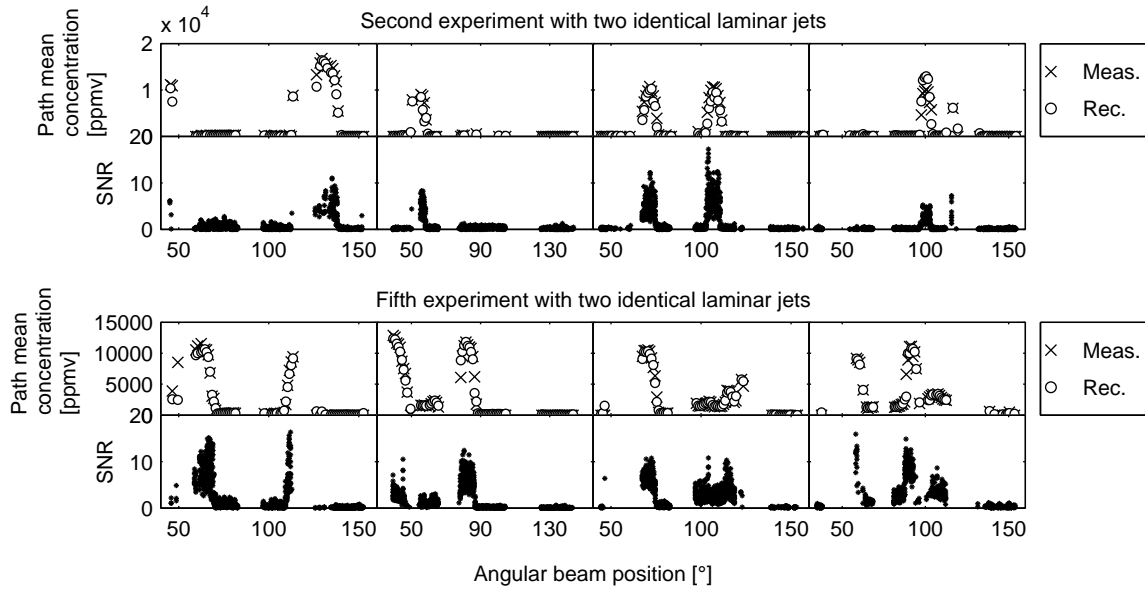 Second experiment with two identical laminar jets
x 10^4
Path mean
concentration
[ppmv]
2
1
20
× Meas.
○ Rec.
SNR
10
0
50 100 150 50 90 130 50 100 150 50 100 150
Fifth experiment with two identical laminar jets
Path mean
concentration
[ppmv]
15000
10000
5000
20
× Meas.
○ Rec.
SNR
10
0
50 100 150 50 90 130 50 100 150 50 100 150
Angular beam position [°]